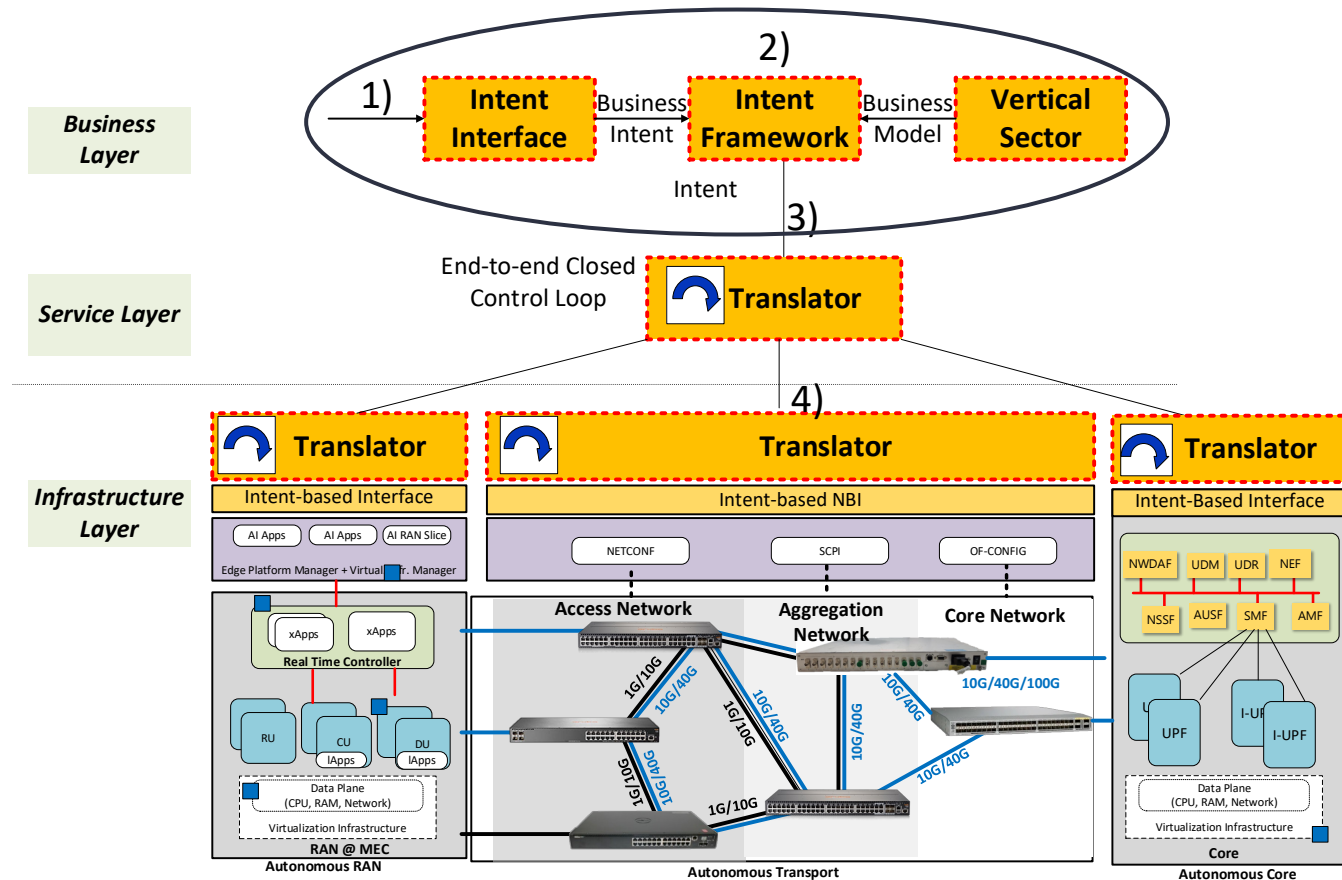 2)
1)
Intent
Interface
Business
Intent
Intent
Framework
Business
Model
Vertical
Sector
Business
Layer
Intent
3)
End-to-end Closed
Control Loop
Translator
Service Layer
4)
Translator
Translator
Translator
Infrastructure
Layer
Intent-based Interface
Intent-based NBI
Intent-Based Interface
AI Apps
AI Apps
AI RAN Slice
Edge Platform Manager + Virtual fr. Manager
NETCONF
SCPI
OF-CONFIG
NWDAF
UDM
UDR
NEF
NSSF
AUSF
SMF
AMF
xApps
xApps
Real Time Controller
Access Network
Aggregation
Network
Core Network
1G/10G
10G/40G
10G/40G
1G/10G
10G/40G
10G/40G
10G/40G/100G
10G/40G
1G/10G
10G/40G
1G/10G
RU
CU
lApps
DU
lApps
U
UPF
I-UP
I-UPF
Data Plane
(CPU, RAM, Network)
Virtualization Infrastructure
RAN @ MEC
Autonomous RAN
Autonomous Transport
Data Plane
(CPU, RAM, Network)
Virtualization Infrastructure
Core
Autonomous Core